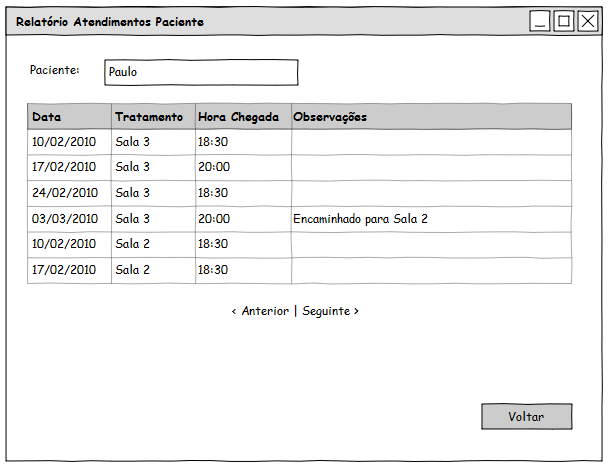 Relatório Atendimentos Paciente
Paciente: Paulo
Data Tratamento Hora Chegada Observações
10/02/2010 Sala 3 18:30
17/02/2010 Sala 3 20:00
24/02/2010 Sala 3 18:30
03/03/2010 Sala 3 20:00 Encaminhado para Sala 2
10/02/2010 Sala 2 18:30
17/02/2010 Sala 2 18:30
< Anterior | Seguinte >
Voltar